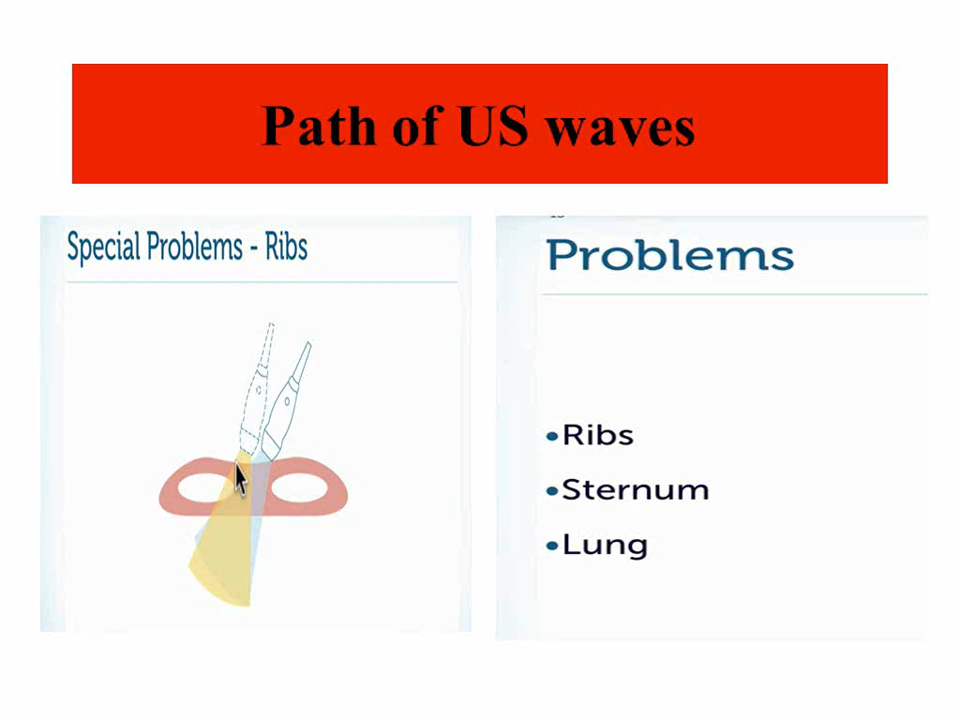 Path of US waves
Special Problems - Ribs
Problems
•Ribs
•Sternum
•Lung